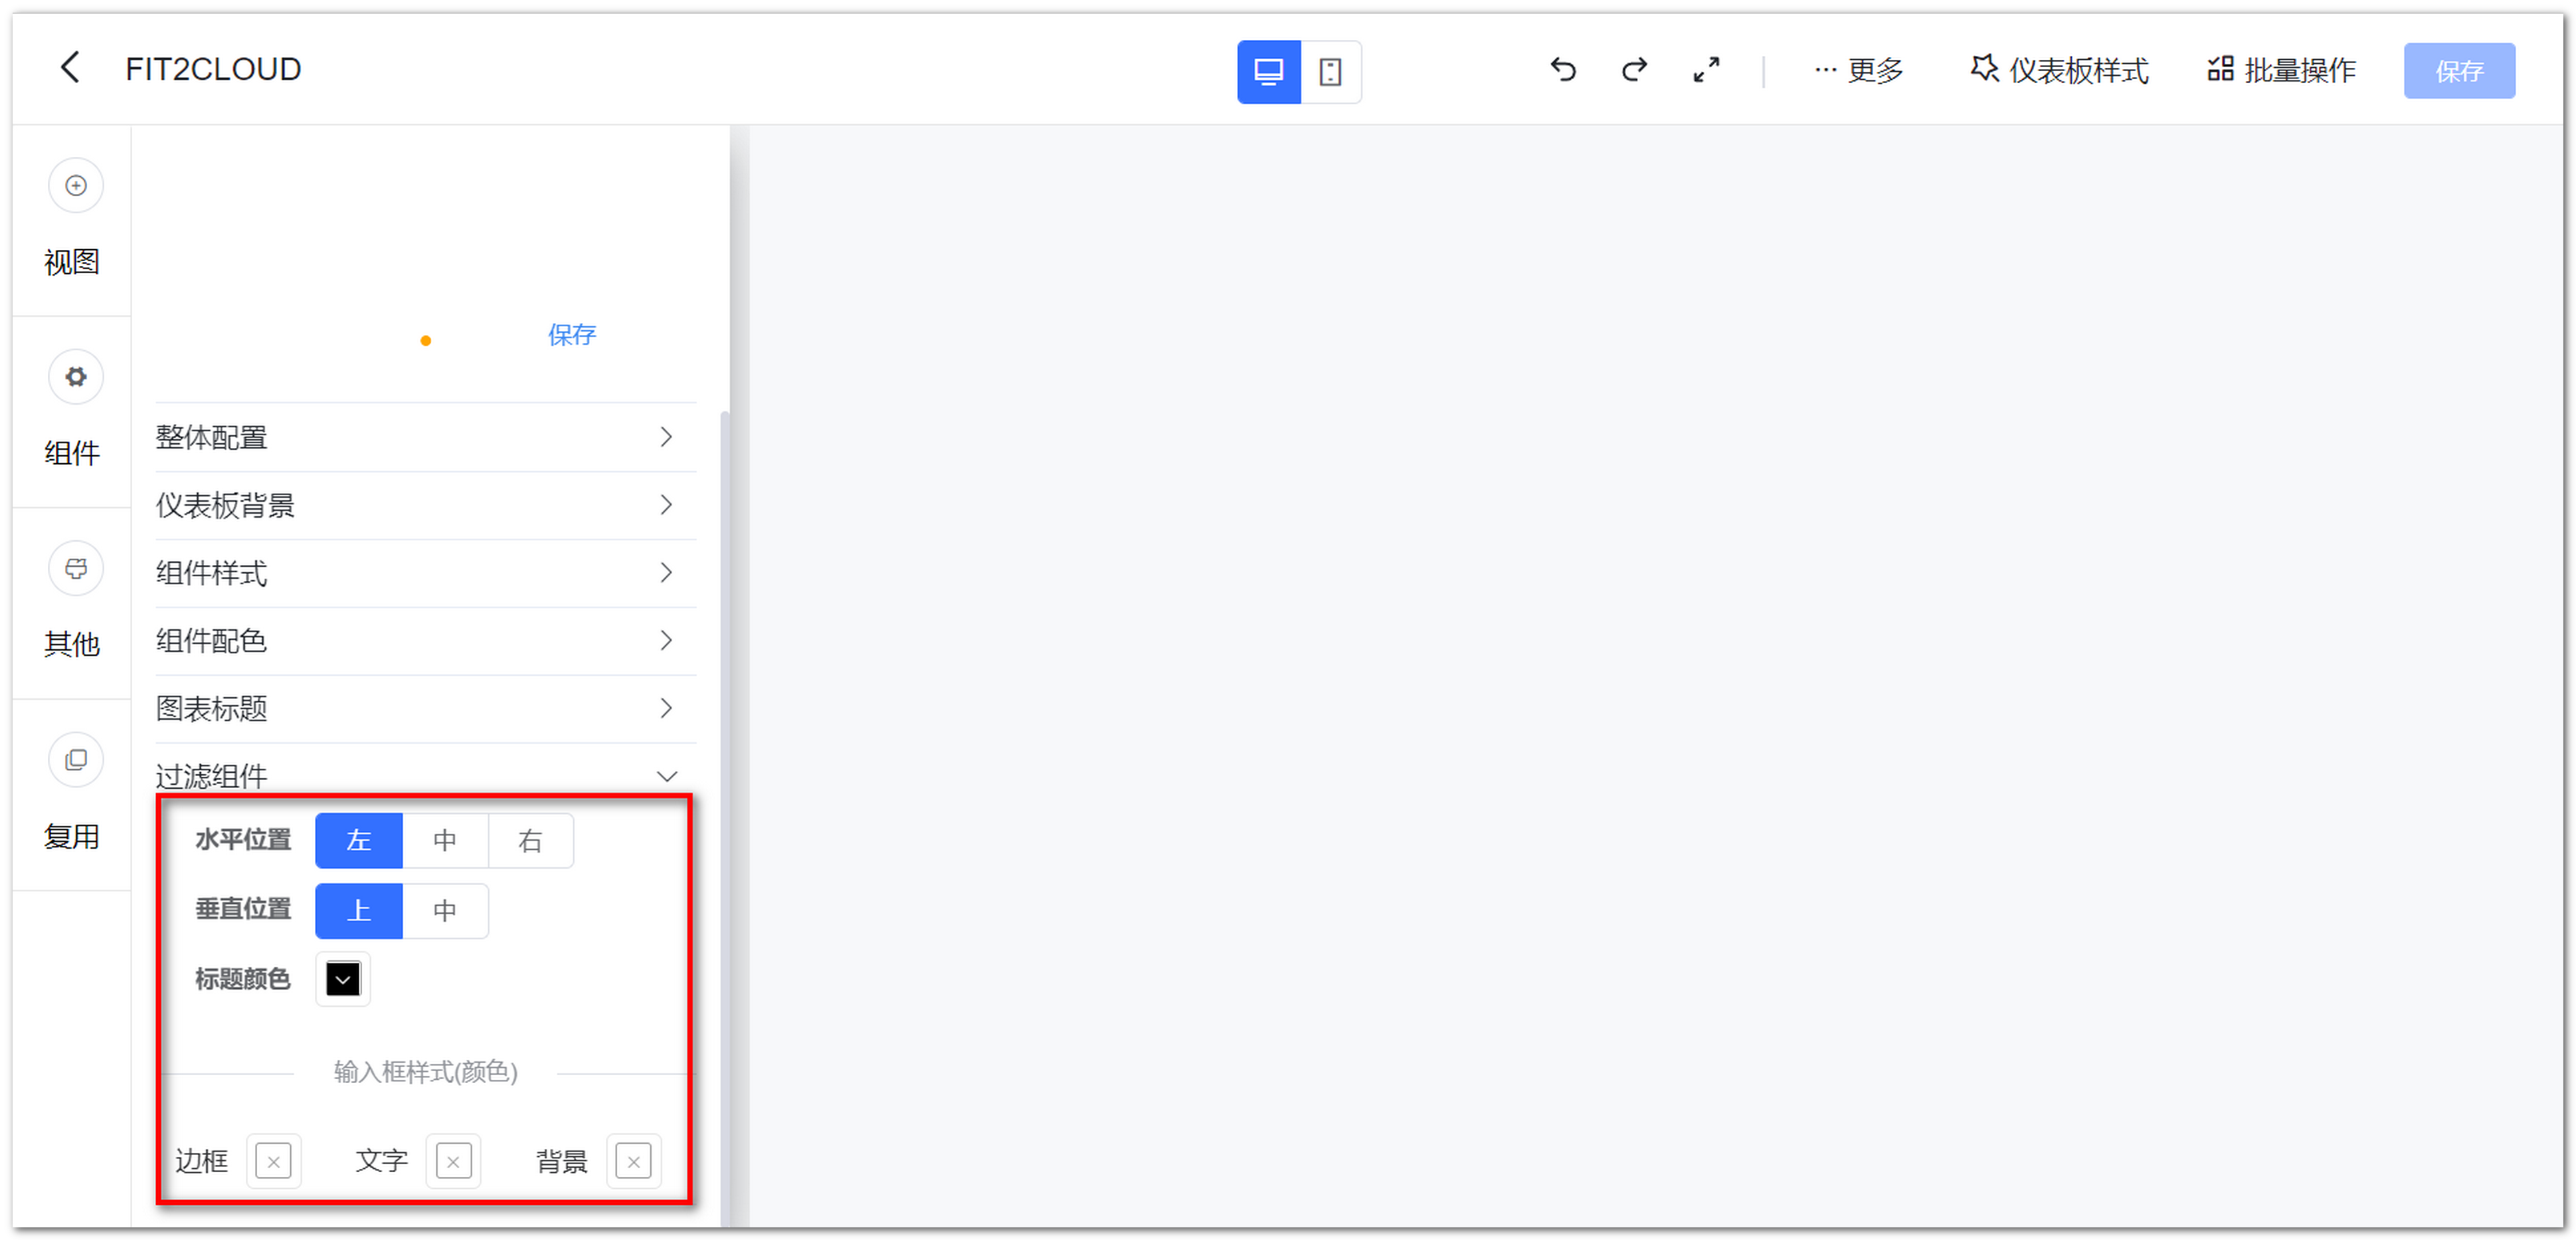 FIT2CLOUD
更多
仪表板样式
批量操作
保存
视图
组件
其他
复用
保存
整体配置
仪表板背景
组件样式
组件配色
图表标题
过滤组件
水平位置 左 中 右
垂直位置 上 中
标题颜色
输入框样式(颜色)
边框 文字 背景